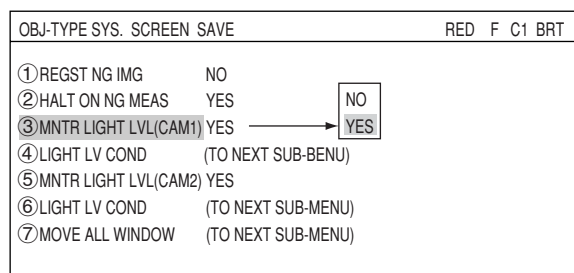 OBJ-TYPE SYS. SCREEN SAVE RED F C1 BRT
①REGST NG IMG NO
②HALT ON NG MEAS YES NO
③MNTR LIGHT LVL(CAM1) YES YES
④LIGHT LV COND (TO NEXT SUB-BENU)
⑤MNTR LIGHT LVL(CAM2) YES
⑥LIGHT LV COND (TO NEXT SUB-MENU)
⑦MOVE ALL WINDOW (TO NEXT SUB-MENU)